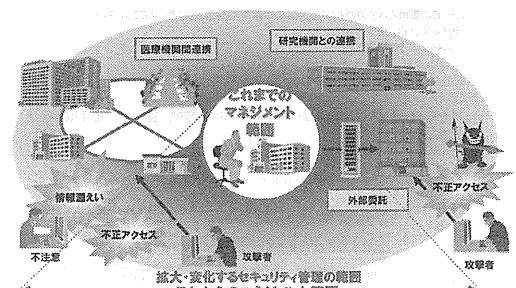 医療機関間連携
研究機関との連携
これまでの
マネジメント
範囲
情報漏えい
外部委託
不正アクセス
不正アクセス
不注意
攻撃者
攻撃者
拡大・変化するセキュリティ管理の範囲